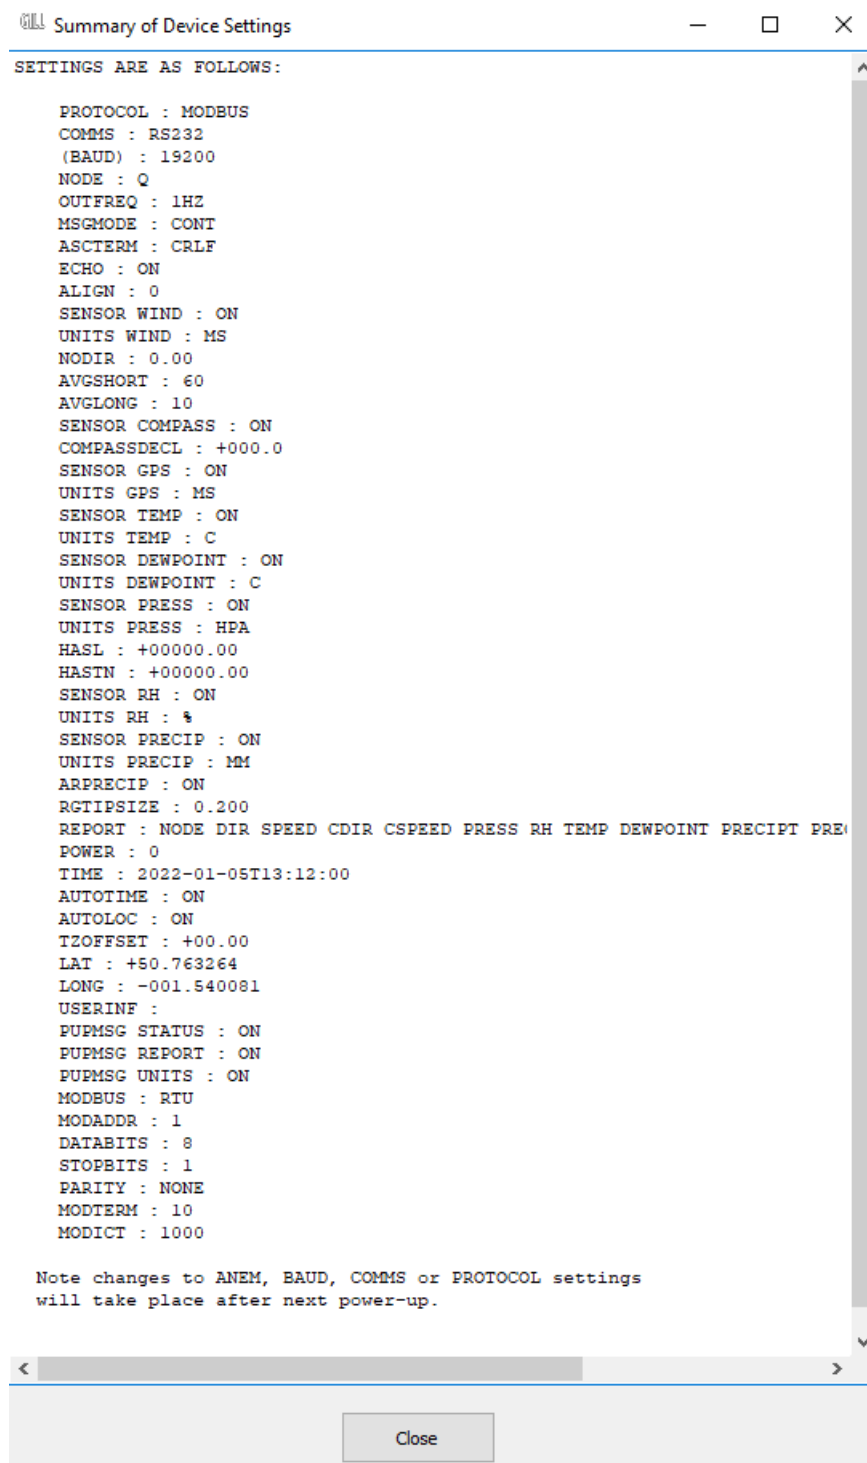 GILL Summary of Device Settings
SETTINGS ARE AS FOLLOWS:
PROTOCOL : MODBUS
COMMS : RS232
(BAUD) : 19200
NODE : Q
OUTFREQ : 1HZ
MSGMODE : CONT
ASCTERM : CRLF
ECHO : ON
ALIGN : 0
SENSOR WIND : ON
UNITS WIND : MS
NODIR : 0.00
AVGSHORT : 60
AVGLONG : 10
SENSOR COMPASS : ON
COMPASSDECL : +000.0
SENSOR GPS : ON
UNITS GPS : MS
SENSOR TEMP : ON
UNITS TEMP : C
SENSOR DEWPOINT : ON
UNITS DEWPOINT : C
SENSOR PRESS : ON
UNITS PRESS : HPA
HASL : +00000.00
HASTN : +00000.00
SENSOR RH : ON
UNITS RH : %
SENSOR PRECIP : ON
UNITS PRECIP : MM
ARPRECIP : ON
RGTIPSIZE : 0.200
REPORT : NODE DIR SPEED CDIR CSPEED PRESS RH TEMP DEWPOINT PRECIPT
POWER : 0
TIME : 2022-01-05T13:12:00
AUTOTIME : ON
AUTOLOC : ON
TZOFFSET : +00.00
LAT : +50.763264
LONG : -001.540081
USERINF :
PUPMSG STATUS : ON
PUPMSG REPORT : ON
PUPMSG UNITS : ON
MODBUS : RTU
MODADDR : 1
DATABITS : 8
STOPBITS : 1
PARITY : NONE
MODTERM : 10
MODICT : 1000
Note changes to ANEM, BAUD, COMMS or PROTOCOL settings
will take place after next power-up.
Close